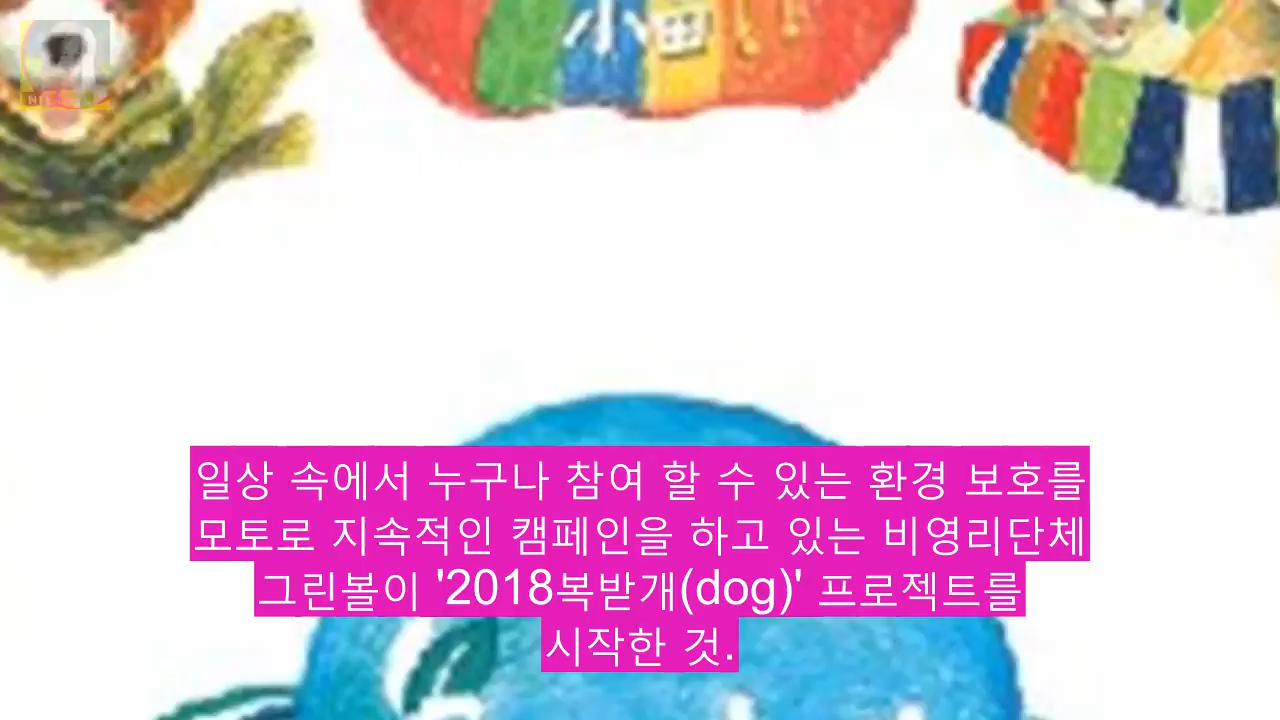 일상 속에서 누구나 참여 할 수 있는 환경 보호를
모토로 지속적인 캠페인을 하고 있는 비영리단체
그린볼이 '2018복받개(dog)' 프로젝트를
시작한 것.